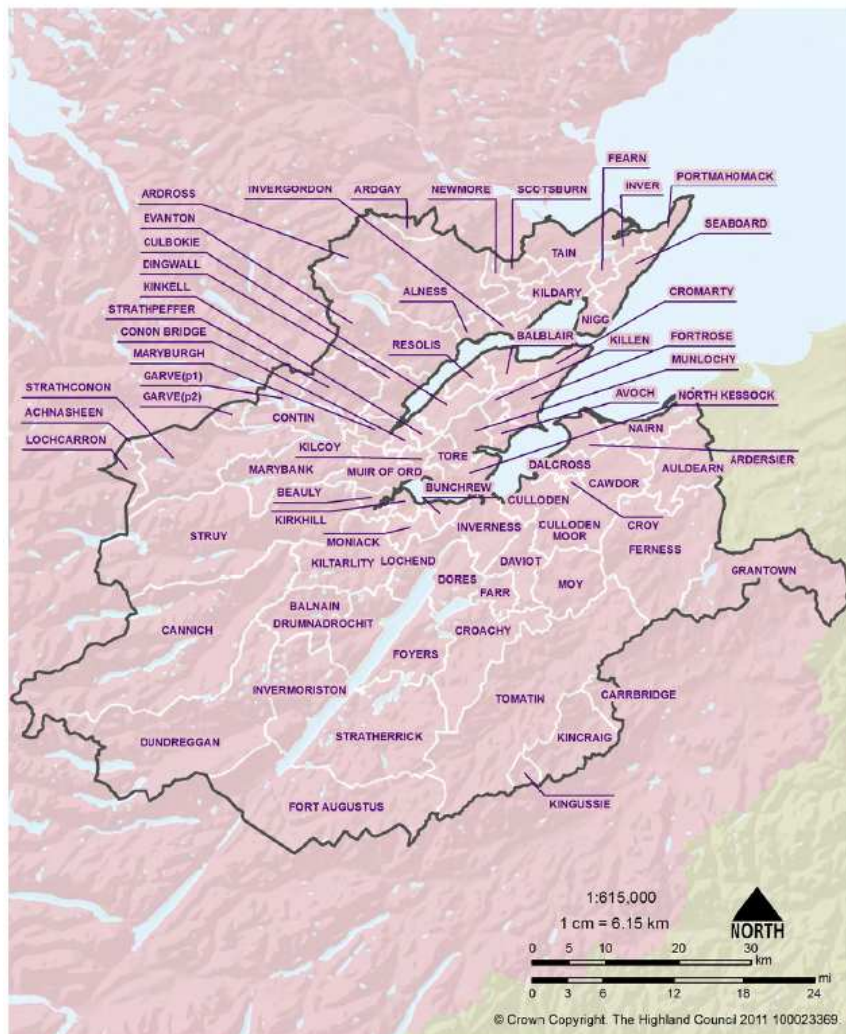 FEARN
PORTMAHOMACK
ARDROSS
INVERGORDON
ARDGAY
NEWMORE
SCOTSBURN
INVER
EVANTON
SEABOARD
CULBOKIE
TAIN
DINGWALL
KINKELL
ALNESS
KILDARY
CROMARTY
STRATHPEFFER
NIGG
CONON BRIDGE
RESOLIS
BALBLAIR
KILLEN
FORTROSE
MARYBURGH
MUNLOCHY
STRATHCONON
GARVE(p1)
AVOCH
NORTH KESSOCK
ACHNASHEEN
GARVE(p2)
CONTIN
NAIRN
LOCHCARRON
KILCOY
TORE
ARDERSIER
MARYBANK
MUIR OF ORD
DALCROSS
AULDEARN
BEAULY
BUNCHREW
CAWDOR
KIRKHILL
CULLODEN
STRUY
MONIACK
INVERNESS
CULLODEN
MOOR
CROY
KILTARLITY
LOCHEND
DAVIOT
FERNESS
DORES
MOY
GRANTOWN
FARR
BALNAIN
DRUMNADROCHIT
CANNICH
CROACHY
FOYERS
INVERMORISTON
TOMATIN
CARRBRIDGE
DUNDREGGAN
STRATHERRICK
KINCRAIG
FORT AUGUSTUS
KINGUSSIE
1:615,000
1 cm = 6.15 km
NORTH
0 5 10 20 30
km
mi
0 3 6 12 18 24
© Crown Copyright. The Highland Council 2011 100023369.